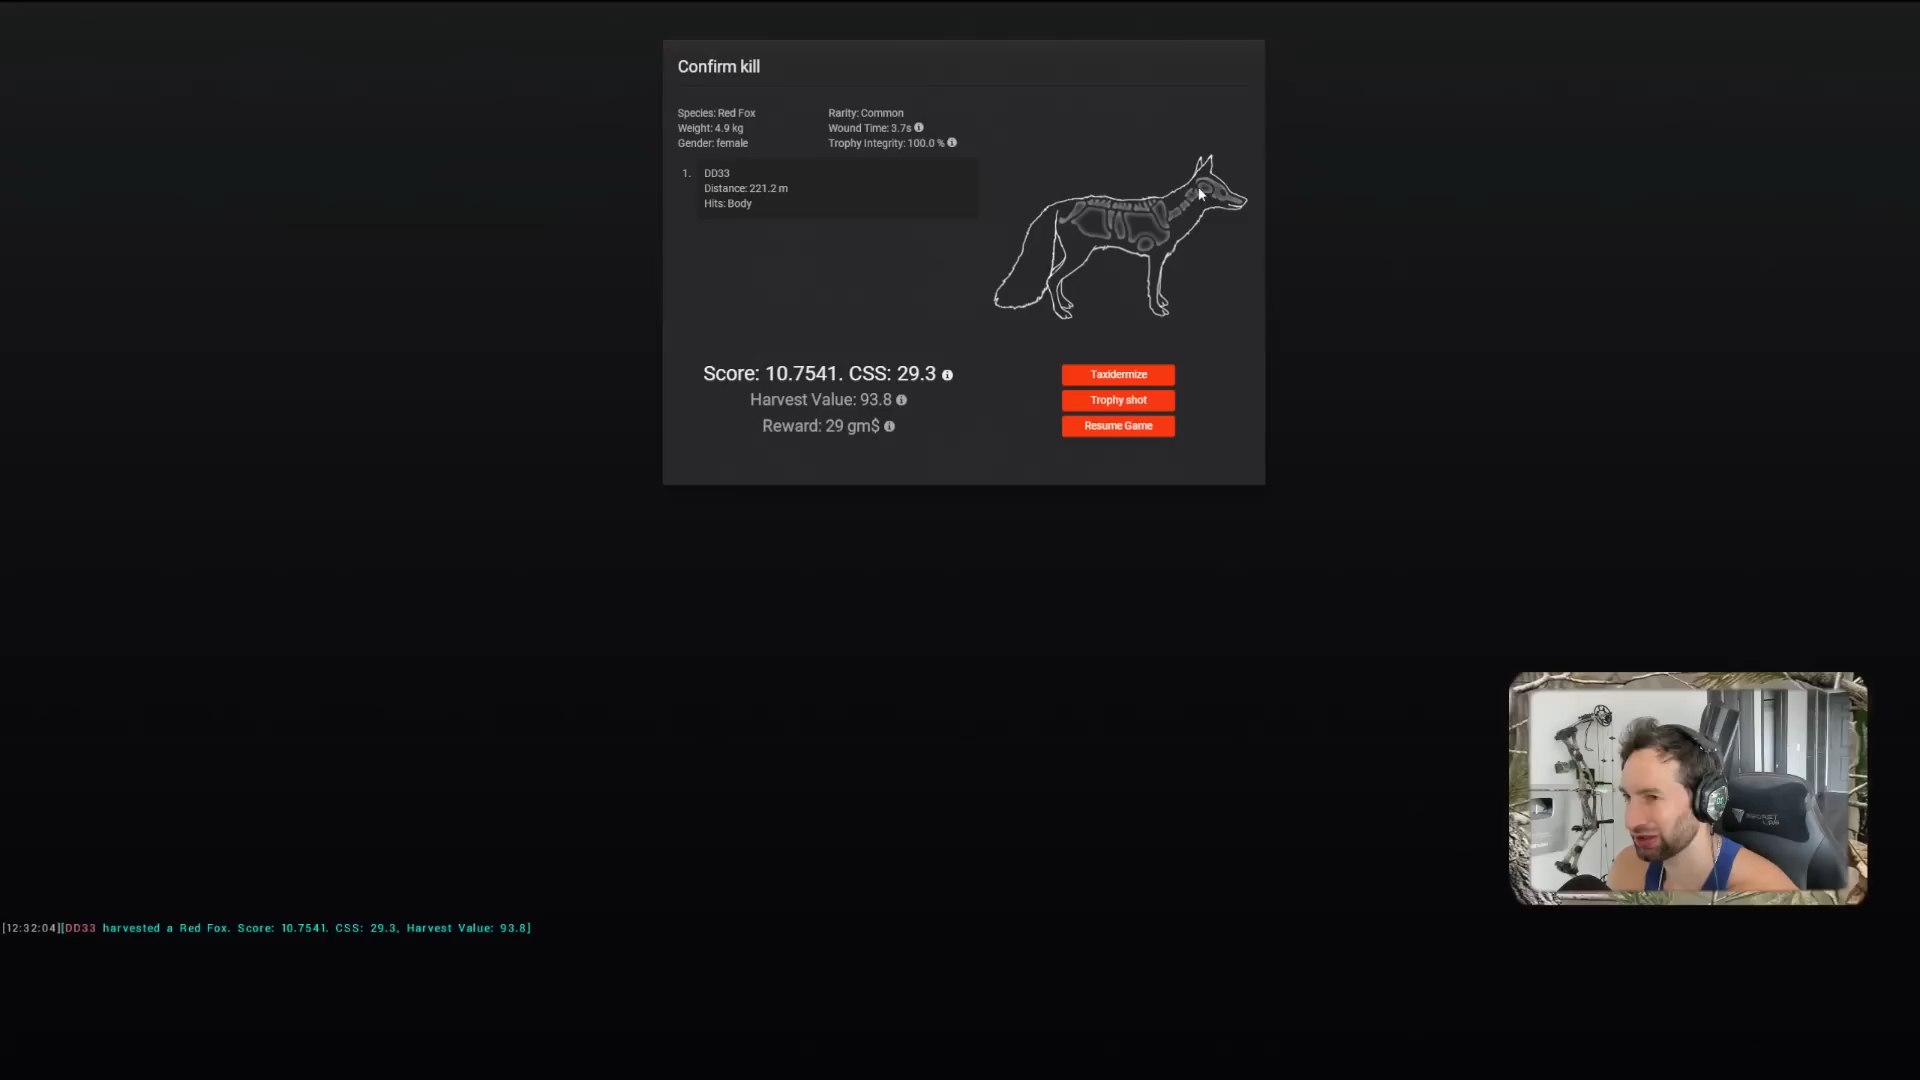 Confirm kill
Species: Red Fox
Weight: 4.9 kg
Gender: female
Rarity: Common
Wound Time: 3.7s
Trophy Integrity: 100.0 %
1. DD33
Distance: 221.2 m
Hits: Body
Score: 10.7541. CSS: 29.3
Harvest Value: 93.8
Reward: 29 gm$
Taxidermize
Trophy shot
Resume Game
[12:32:04][DD33 harvested a Red Fox. Score: 10.7541. CSS: 29.3, Harvest Value: 93.8]